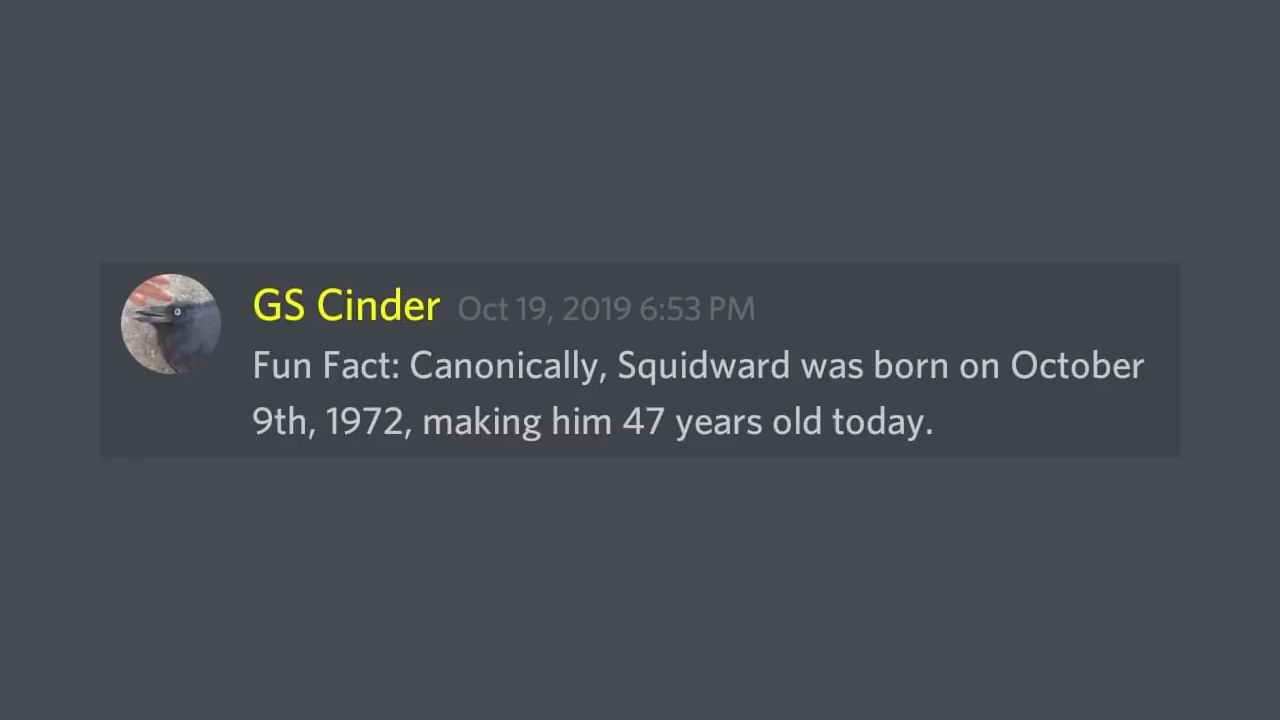 GS Cinder Oct 19, 2019 6:53 PM
Fun Fact: Canonically, Squidward was born on October
9th, 1972, making him 47 years old today.